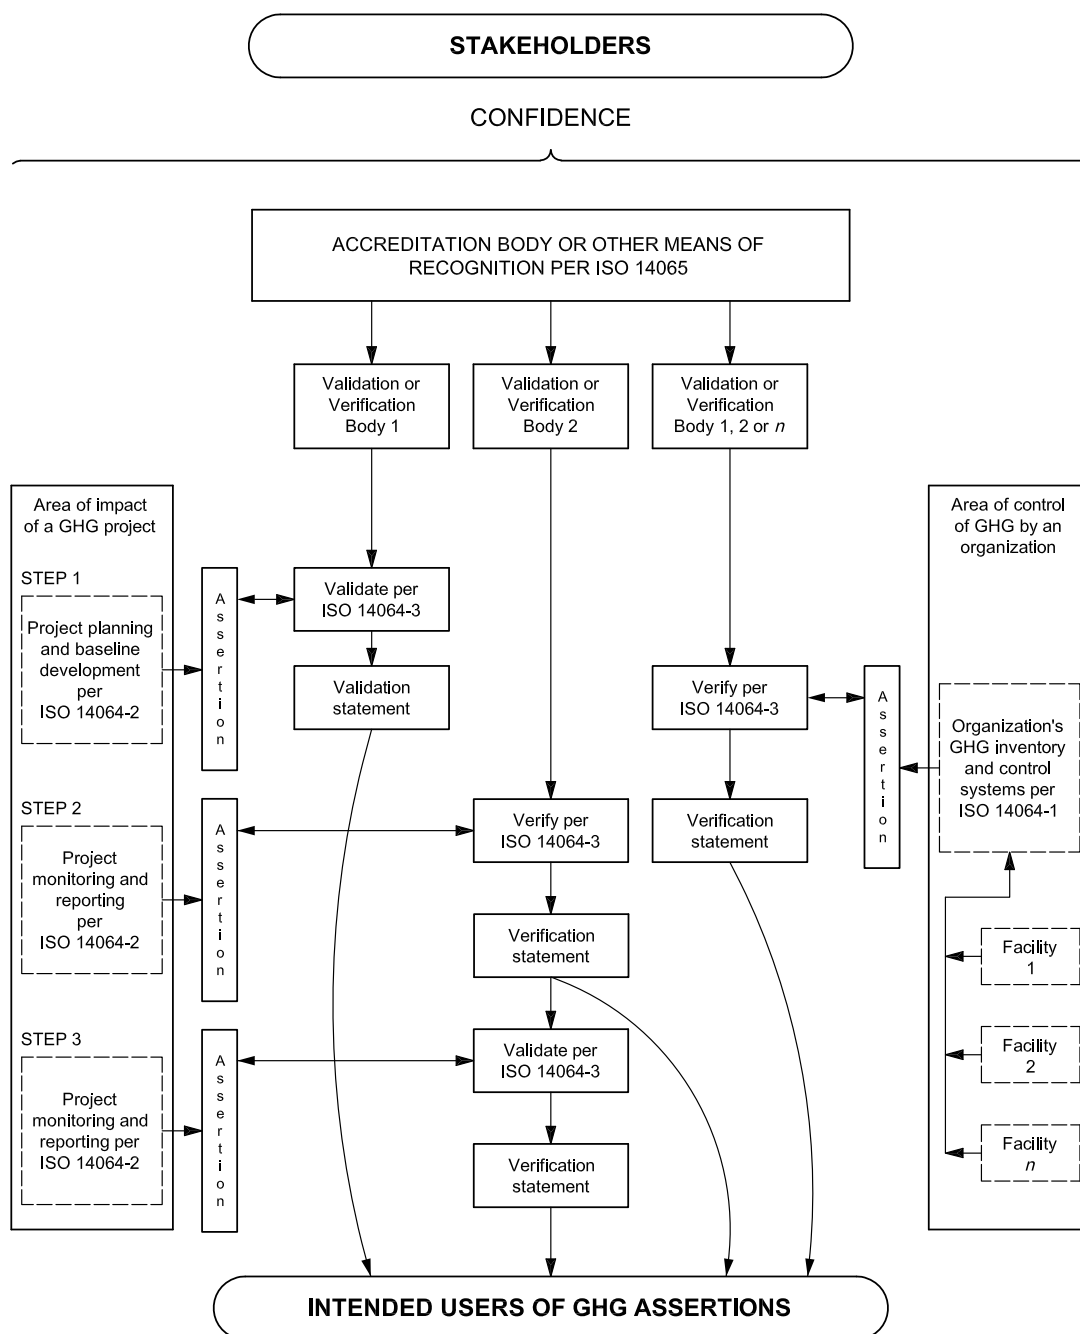 STAKEHOLDERS
CONFIDENCE
ACCREDITATION BODY OR OTHER MEANS OF
RECOGNITION PER ISO 14065
Validation or
Verification
Body 1
Validation or
Verification
Body 2
Validation or
Verification
Body 1, 2 or n
Area of impact
of a GHG project
STEP 1
Project planning
and baseline
development
per
ISO 14064-2
Assertion
Validate per
ISO 14064-3
Validation
statement
STEP 2
Project
monitoring and
reporting
per
ISO 14064-2
Assertion
Verify per
ISO 14064-3
Verification
statement
STEP 3
Project
monitoring and
reporting per
ISO 14064-2
Assertion
Validate per
ISO 14064-3
Verification
statement
Verify per
ISO 14064-3
Verification
statement
Assertion
Area of control
of GHG by an
organization
Organization's
GHG inventory
and control
systems per
ISO 14064-1
Facility
1
Facility
2
Facility
n
INTENDED USERS OF GHG ASSERTIONS